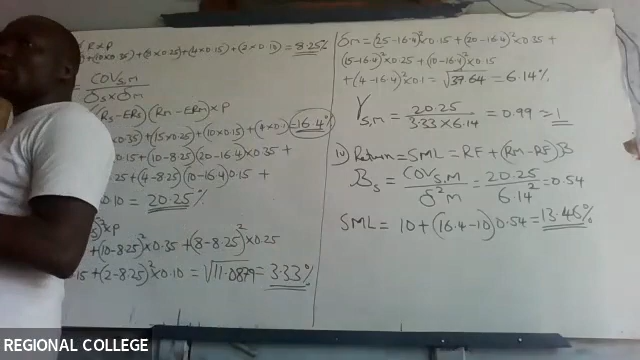 R×P
×0.35)+(8×0.25)+(4×0.15)+(2×0.10) = 8.25%
= COVs.m
δs×δm
(Rs-ERs)(Rm-ERm)×P
×0.35)+(15×0.25)+(10×0.15)+(4×0.1) = 16.4%
×0.15+(10-8.25)(20-16.4)×0.35+
×0.25+(4-8.25)(10-16.4)0.15+
×0.10 = 20.25%
)²×P
+(10-8.25)²×0.35+(8-8.25)²×0.25
×0.15+(2-8.25)²×0.10 = √11.0879 = 3.33%
δm = (25-16.4)²×0.15+(20-16.4)²×0.35+
(15-16.4)²×0.25+(10-16.4)²×0.15
+(4-16.4)²×0.1 = √37.64 = 6.14%
γs,m = 20.25 = 0.99 ≈ 1
3.33×6.14
iv) Return = SML = RF+(Rm-RF)β
βs = COVs.m = 20.25 = 0.54
δ²m 6.14²
SML = 10+(16.4-10)0.54 = 13.46%
REGIONAL COLLEGE